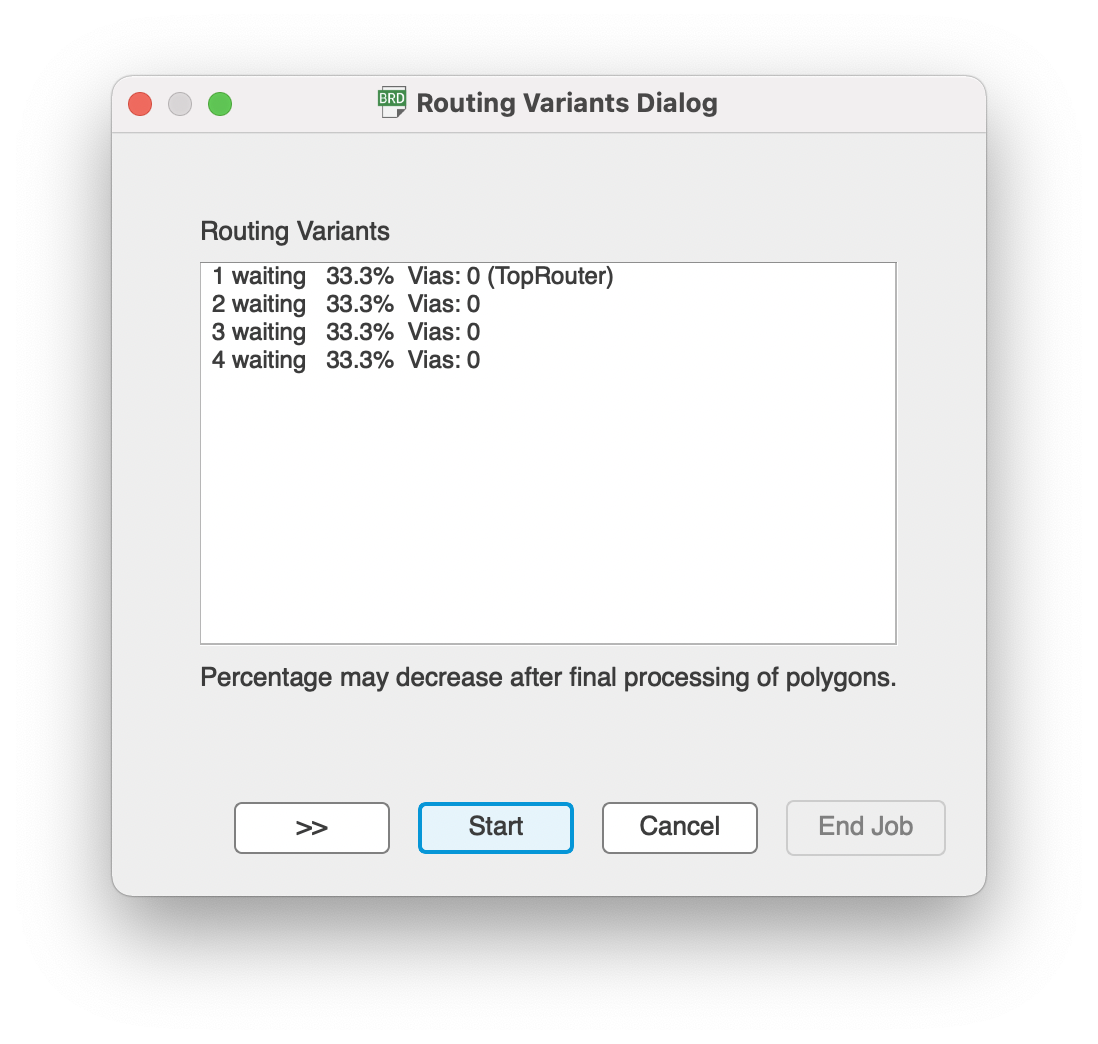 BRD Routing Variants Dialog
Routing Variants
1 waiting 33.3% Vias: 0 (TopRouter)
2 waiting 33.3% Vias: 0
3 waiting 33.3% Vias: 0
4 waiting 33.3% Vias: 0
Percentage may decrease after final processing of polygons.
>> Start Cancel End Job